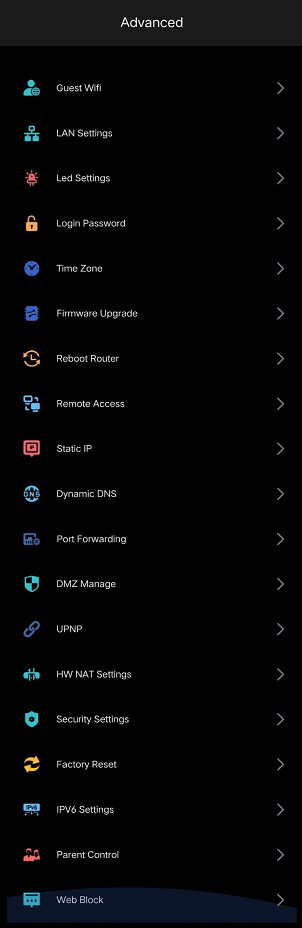 Advanced
Guest Wifi
LAN Settings
Led Settings
Login Password
Time Zone
Firmware Upgrade
Reboot Router
Remote Access
Static IP
DNS
Dynamic DNS
Port Forwarding
DMZ Manage
UPNP
HW NAT Settings
Security Settings
Factory Reset
IPV6
IPV6 Settings
Parent Control
Web Block